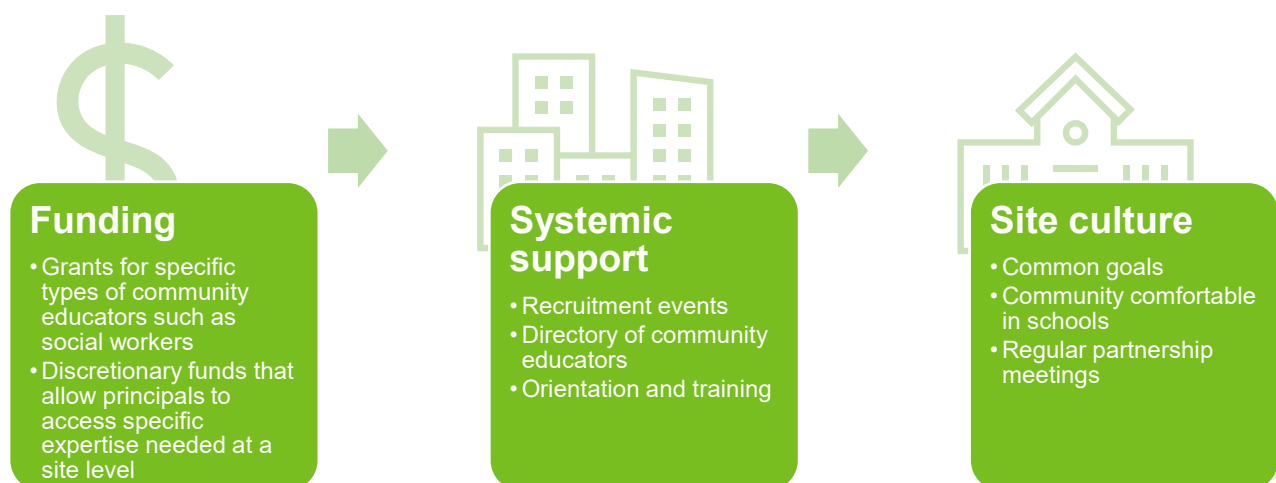 Funding
• Grants for specific
types of community
educators such as
social workers
• Discretionary funds that
allow principals to
access specific
expertise needed at a
site level
Systemic
support
• Recruitment events
• Directory of community
educators
• Orientation and training
Site culture
• Common goals
• Community comfortable
in schools
• Regular partnership
meetings